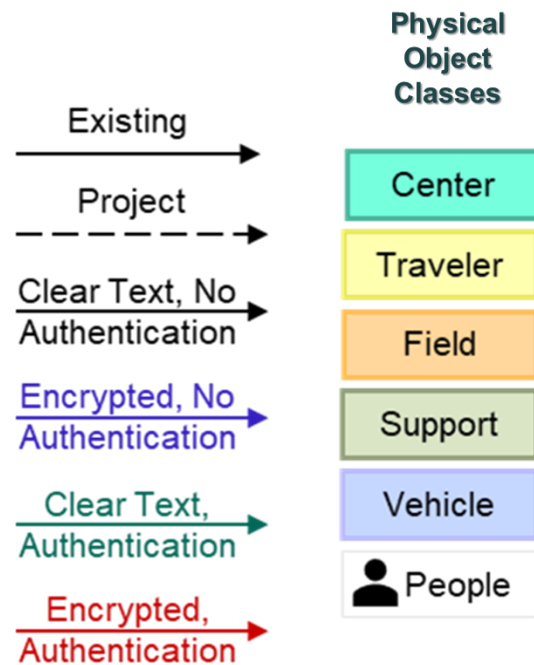 Physical
Object
Classes
Existing
Project
Clear Text, No
Authentication
Encrypted, No
Authentication
Clear Text,
Authentication
Encrypted,
Authentication
Center
Traveler
Field
Support
Vehicle
People